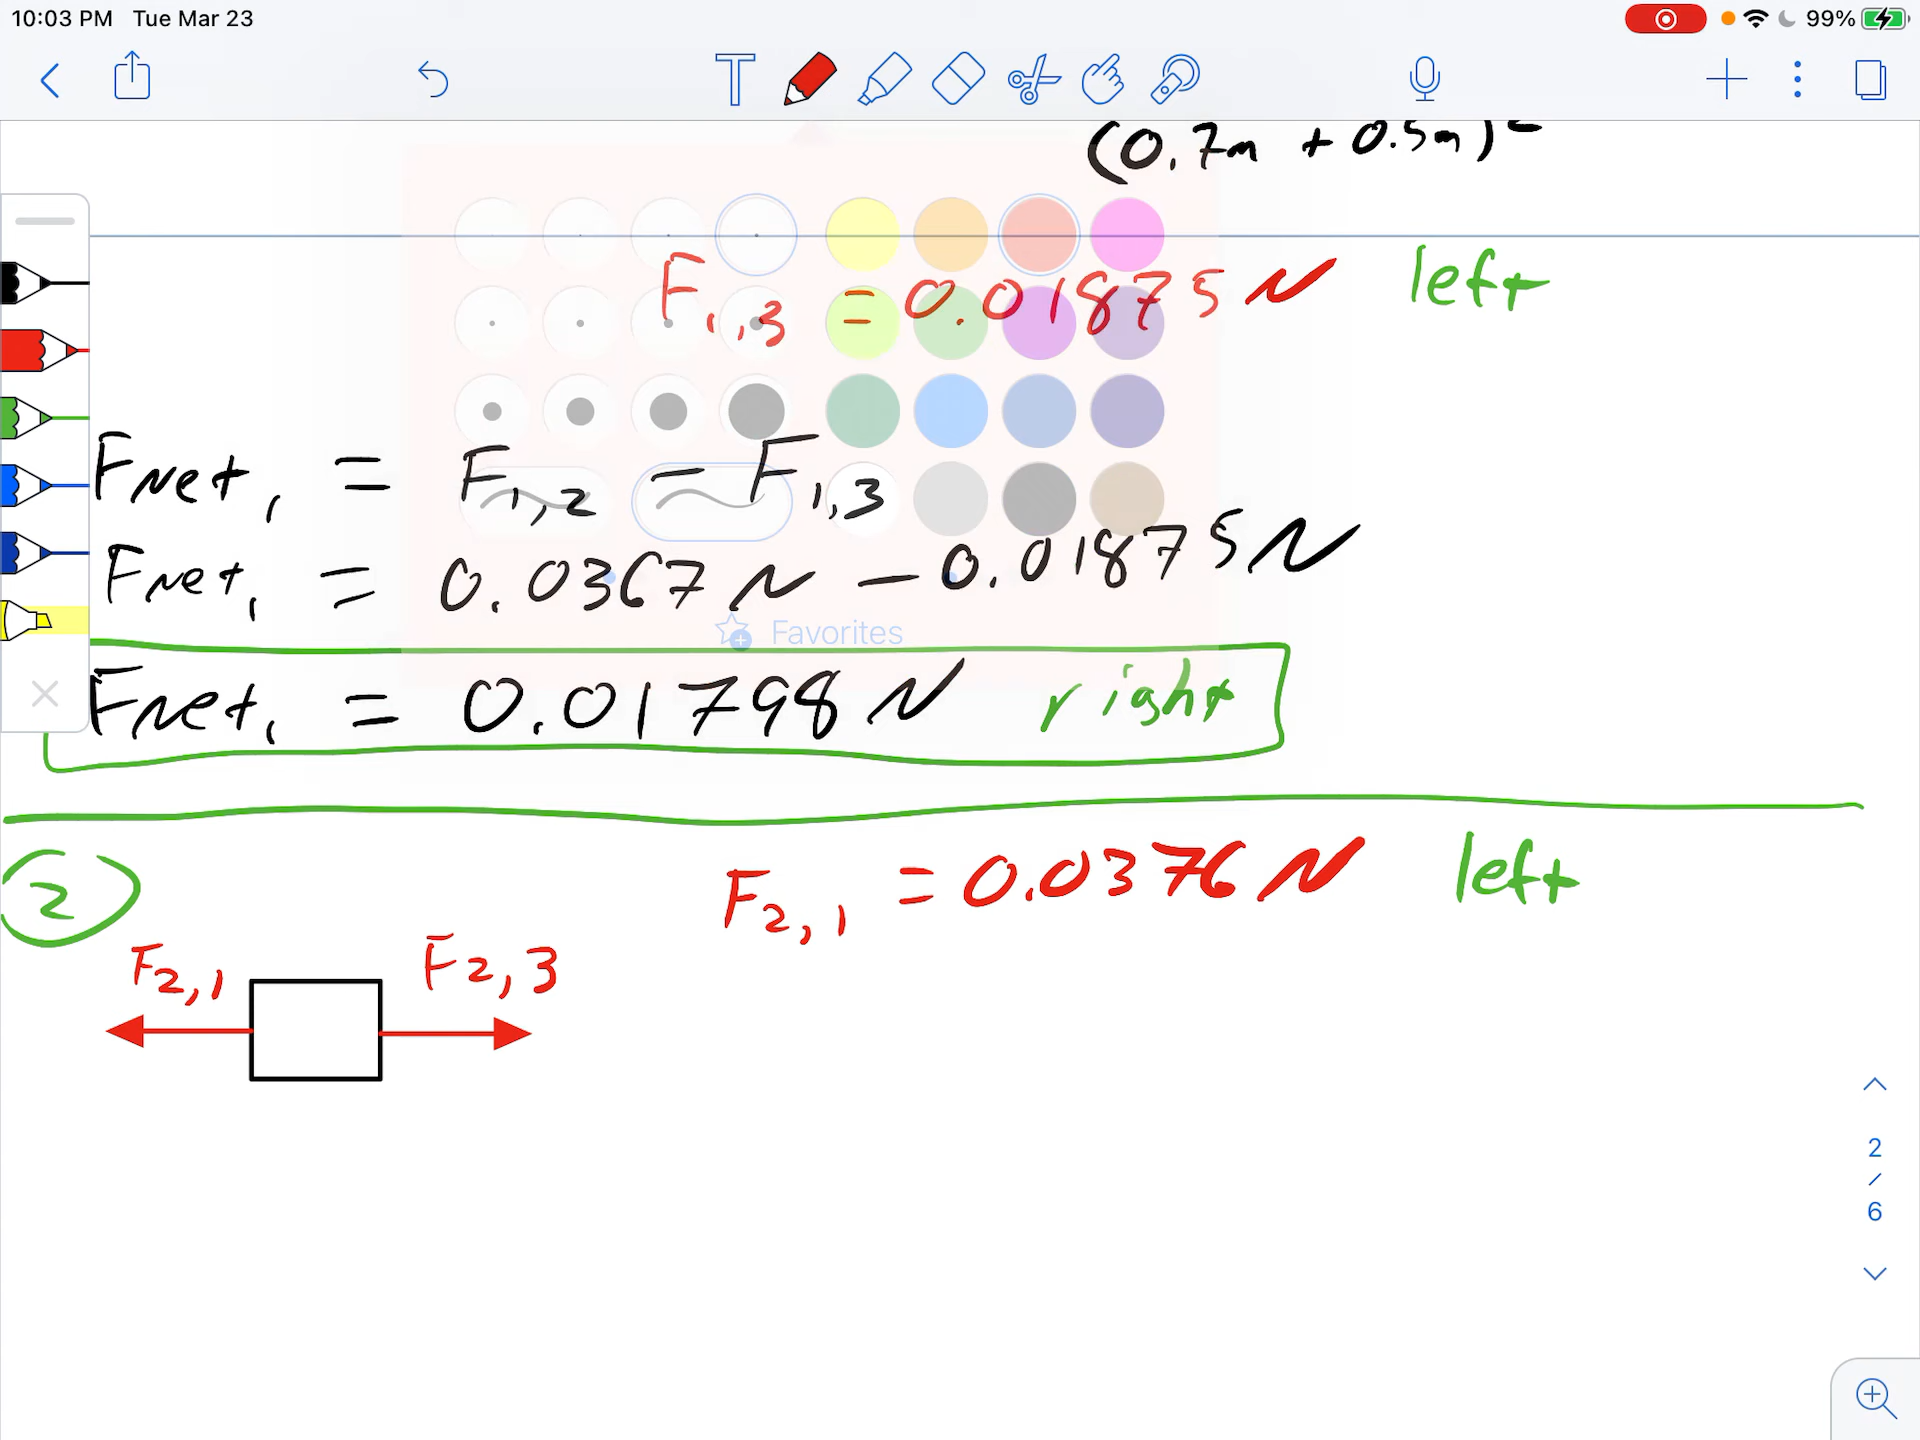 10:03 PM Tue Mar 23
99%
T
(0.7m + 0.5m)²
F1,3 = 0.01875 N left
Fnet1 = F1,2 - F1,3
Fnet1 = 0.0367 N - 0.01875 N
Favorites
Fnet1 = 0.01798 N right
2
F2,1 = 0.0376 N left
F2,1 F2,3
2
/
6